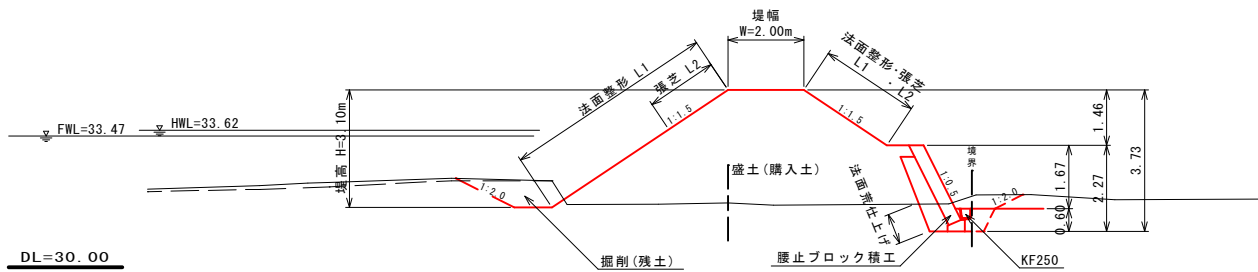 堤幅
W=2.00m
法面整形 L1
張芝 L2
1:1.5
法面整形・張芝
L1 . L2
1:1.5
FWL=33.47
HWL=33.62
堤高 H=3.10m
1:2.0
盛土(購入土)
境界
1:0.5
1:2.0
1.46
1.67
2.27
3.73
0.60
法面荒仕上げ
掘削(残土)
腰止ブロック積工
KF250
DL=30.00